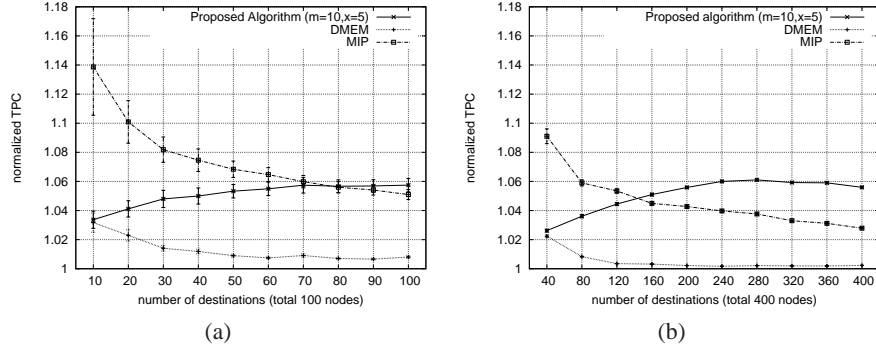 1.18
1.16
1.14
1.12
1.1
1.08
1.06
1.04
1.02
1
normalized TPC
Proposed Algorithm (m=10,x=5)
DMEM
MIP
10 20 30 40 50 60 70 80 90 100
number of destinations (total 100 nodes)
(a)
1.18
1.16
1.14
1.12
1.1
1.08
1.06
1.04
1.02
1
normalized TPC
Proposed algorithm (m=10,x=5)
DMEM
MIP
40 80 120 160 200 240 280 320 360 400
number of destinations (total 400 nodes)
(b)